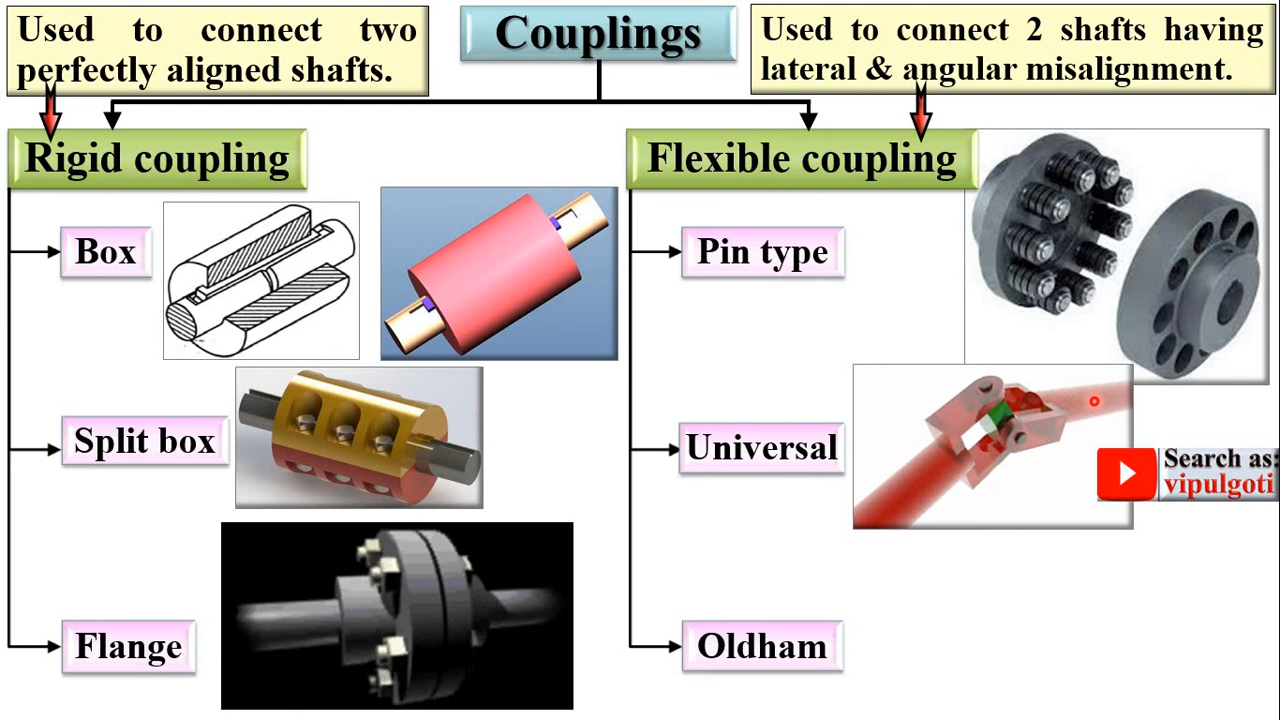 Used to connect two
perfectly aligned shafts.
Couplings
Used to connect 2 shafts having
lateral & angular misalignment.
Rigid coupling
Flexible coupling
Box
Pin type
Split box
Universal
Search as:
vipulgoti
Flange
Oldham